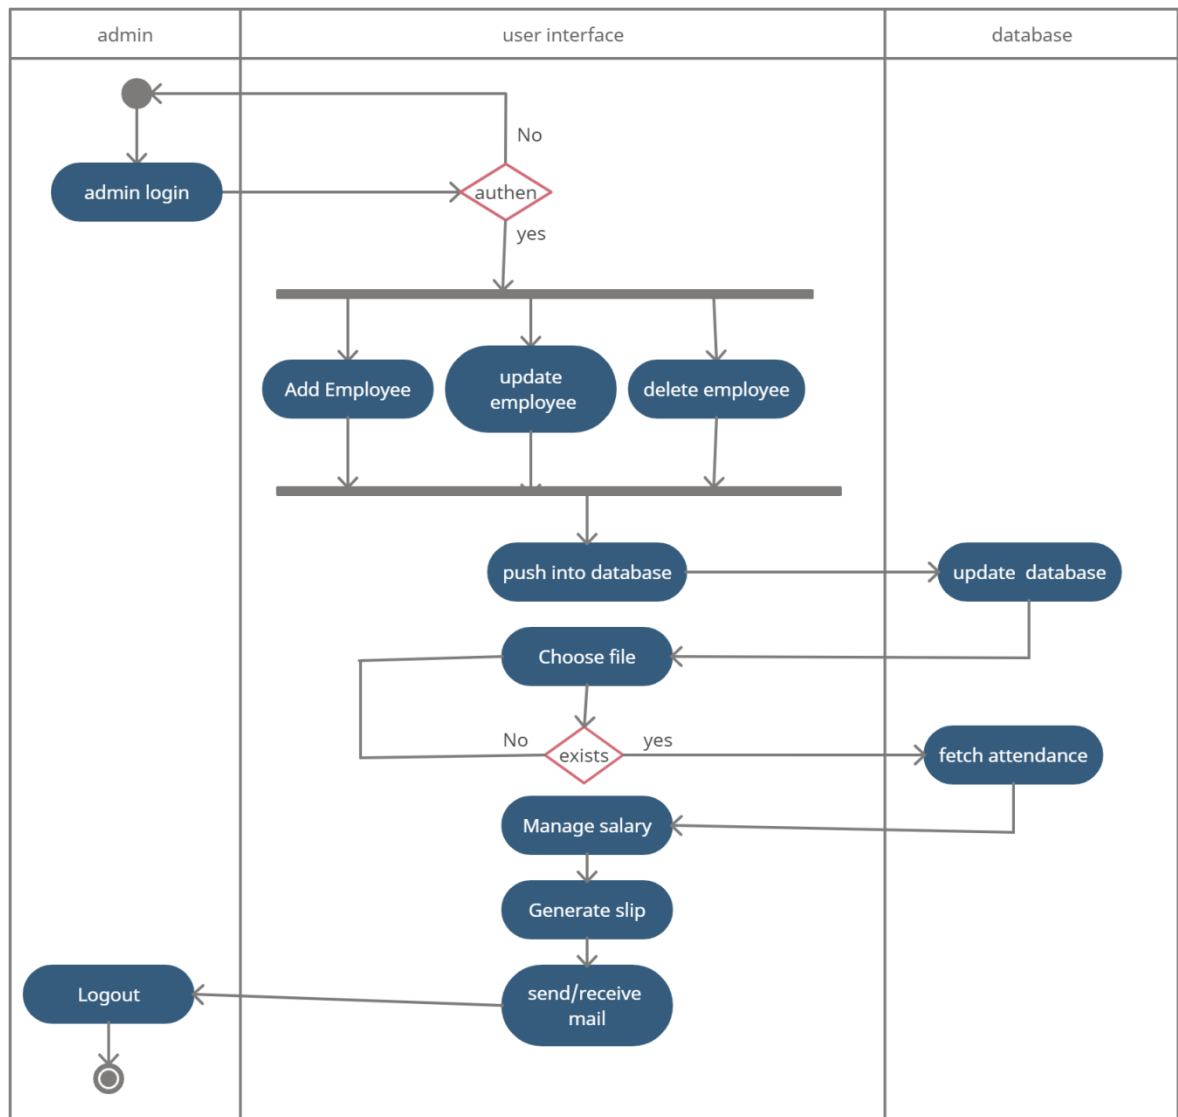 admin
user interface
database
No
admin login
authen
yes
Add Employee
update
employee
delete employee
push into database
update  database
Choose file
No
exists
yes
fetch attendance
Manage salary
Generate slip
Logout
send/receive
mail